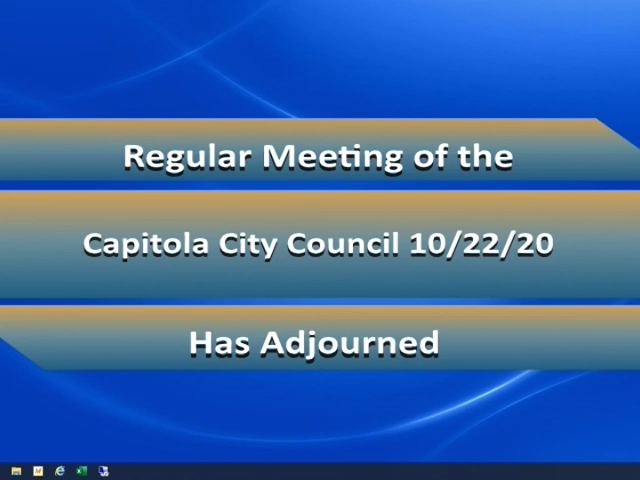 Regular Meeting of the
Capitola City Council 10/22/20
Has Adjourned